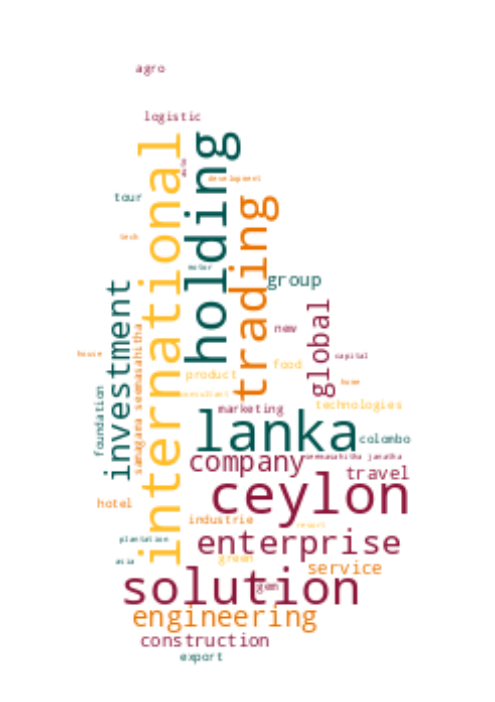 agro
logistic
international
holding
auto
development
tour
trading
tech
motor
group
investment
global
new
samagara seemasahitha
house
capital
food
product
home
foundation
consultant
technologies
marketing
lanka
colombo
company
seemasahitha janatha
travel
ceylon
hotel
industrie
resort
plantation
enterprise
asia
green
service
solution
gem
engineering
construction
export